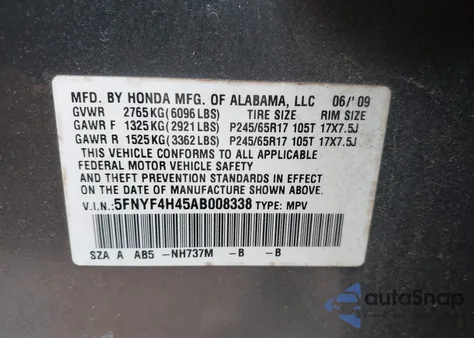 MFD. BY HONDA MFG. OF ALABAMA, LLC 06/'09
GVWR 2765KG(6096LBS) TIRE SIZE RIM SIZE
GAWR F 1325KG(2921LBS) P245/65R17 105T 17X7.5J
GAWR R 1525KG(3362LBS) P245/65R17 105T 17X7.5J
THIS VEHICLE CONFORMS TO ALL APPLICABLE
FEDERAL MOTOR VEHICLE SAFETY
AND THEFT PREVENTION STANDARDS IN EFFECT ON
THE DATE OF MANUFACTURE SHOWN ABOVE.
V.I.N.: 5FNYF4H45AB008338 TYPE: MPV
SZA A AB5 -NH737M -B -B
autoSnap